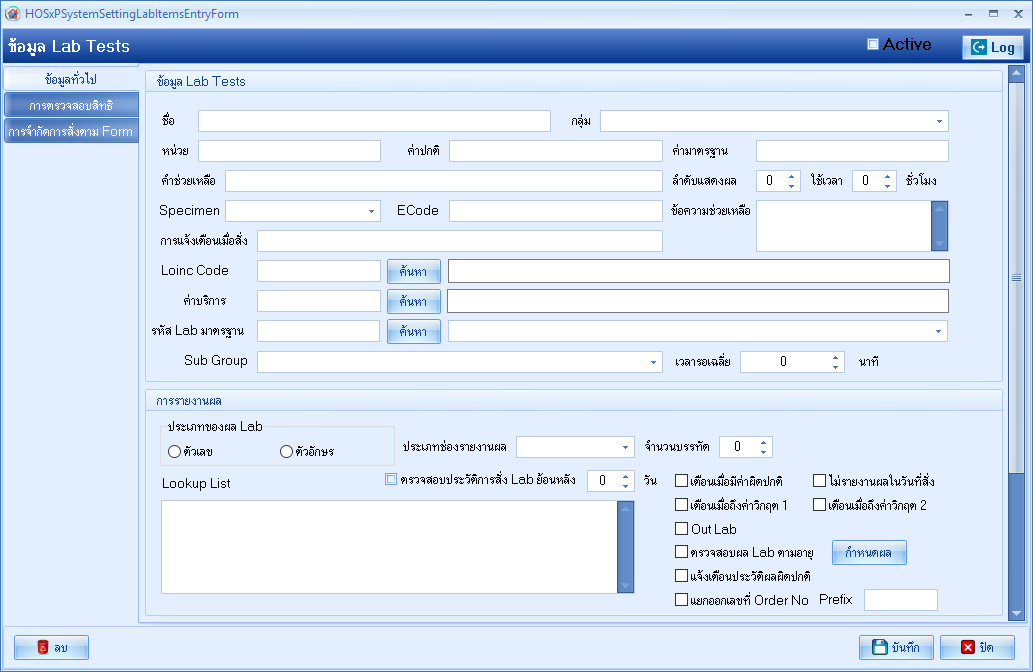 HOSxPSystemSettingLabItemsEntryForm
ข้อมูล Lab Tests
Active
Log
ข้อมูลทั่วไป
การตรวจสอบสิทธิ
การจำกัดการสั่งตาม Form
ข้อมูล Lab Tests
ชื่อ กลุ่ม
หน่วย ค่าปกติ ค่ามาตรฐาน
คำช่วยเหลือ ลำดับแสดงผล 0 ใช้เวลา 0 ชั่วโมง
Specimen ECode ข้อความช่วยเหลือ
การแจ้งเตือนเมื่อสั่ง
Loinc Code ค้นหา
ค่าบริการ ค้นหา
รหัส Lab มาตรฐาน ค้นหา
Sub Group เวลารอเฉลี่ย 0 นาที
การรายงานผล
ประเภทของผล Lab
ตัวเลข ตัวอักษร ประเภทช่องรายงานผล จำนวนบรรทัด 0
Lookup List ตรวจสอบประวัติการสั่ง Lab ย้อนหลัง 0 วัน เตือนเมื่อมีค่าผิดปกติ ไม่รายงานผลในวันที่สั่ง
เตือนเมื่อถึงค่าวิกฤต 1 เตือนเมื่อถึงค่าวิกฤต 2
Out Lab
ตรวจสอบผล Lab ตามอายุ กำหนดผล
แจ้งเตือนประวัติผลผิดปกติ
แยกออกเลขที่ Order No Prefix
ลบ บันทึก ปิด